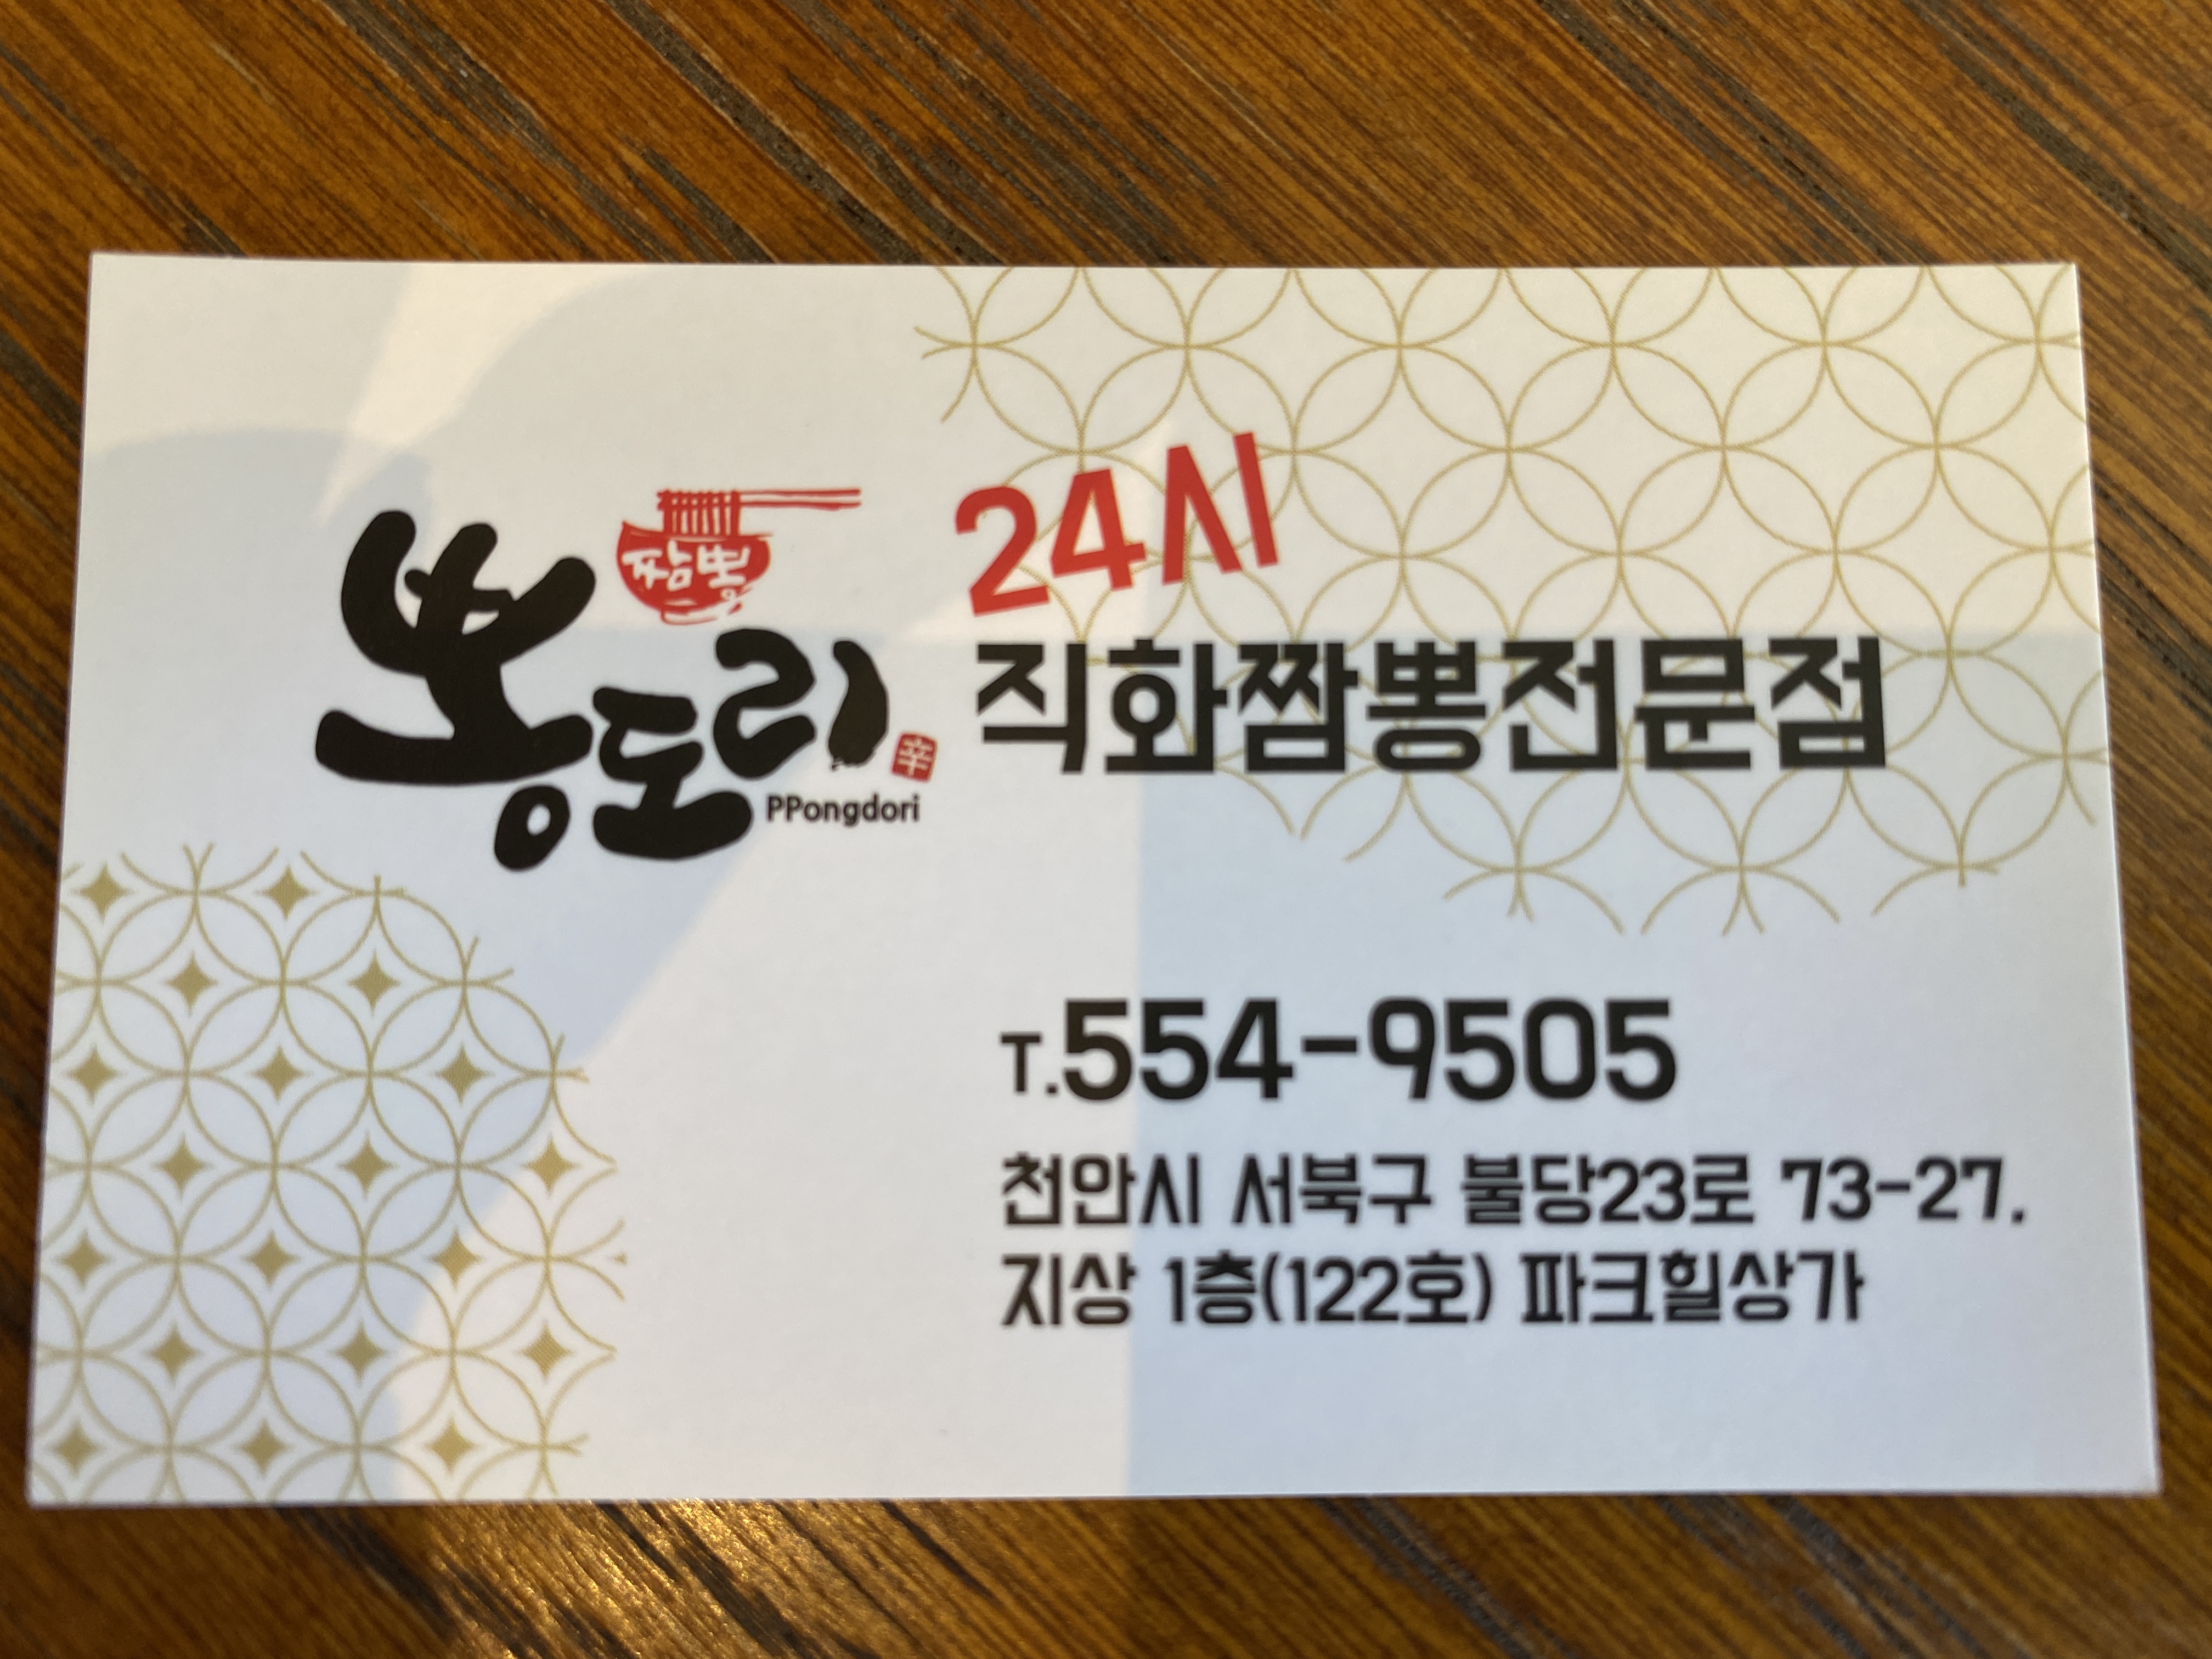 짬뽕
뽕도리
辛
PPongdori
24시
직화짬뽕전문점
T.554-9505
천안시 서북구 불당23로 73-27.
지상 1층(122호) 파크힐상가